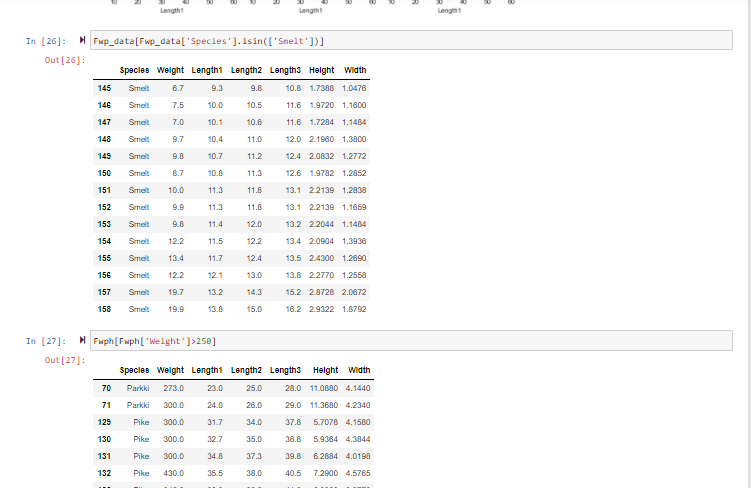 10 20 30 40 50 60 10 20 30 40 50 60 10 20 30 40 50 60
Length1 Length1 Length1
In [26]: Fwp_data[Fwp_data['Species'].isin(['Smelt'])]
Out[26]:
Species Weight Length1 Length2 Length3 Height Width
145 Smelt 6.7 9.3 9.8 10.8 1.7388 1.0476
146 Smelt 7.5 10.0 10.5 11.6 1.9720 1.1600
147 Smelt 7.0 10.1 10.6 11.6 1.7284 1.1484
148 Smelt 9.7 10.4 11.0 12.0 2.1960 1.3800
149 Smelt 9.8 10.7 11.2 12.4 2.0832 1.2772
150 Smelt 8.7 10.8 11.3 12.6 1.9782 1.2852
151 Smelt 10.0 11.3 11.8 13.1 2.2139 1.2838
152 Smelt 9.9 11.3 11.8 13.1 2.2139 1.1659
153 Smelt 9.8 11.4 12.0 13.2 2.2044 1.1484
154 Smelt 12.2 11.5 12.2 13.4 2.0904 1.3936
155 Smelt 13.4 11.7 12.4 13.5 2.4300 1.2690
156 Smelt 12.2 12.1 13.0 13.8 2.2770 1.2558
157 Smelt 19.7 13.2 14.3 15.2 2.8728 2.0672
158 Smelt 19.9 13.8 15.0 16.2 2.9322 1.8792
In [27]: Fwph[Fwph['Weight']>250]
Out[27]:
Species Weight Length1 Length2 Length3 Height Width
70 Parkki 273.0 23.0 25.0 28.0 11.0880 4.1440
71 Parkki 300.0 24.0 26.0 29.0 11.3680 4.2340
129 Pike 300.0 31.7 34.0 37.8 5.7078 4.1580
130 Pike 300.0 32.7 35.0 38.8 5.9364 4.3844
131 Pike 300.0 34.8 37.3 39.8 6.2884 4.0198
132 Pike 430.0 35.5 38.0 40.5 7.2900 4.5765